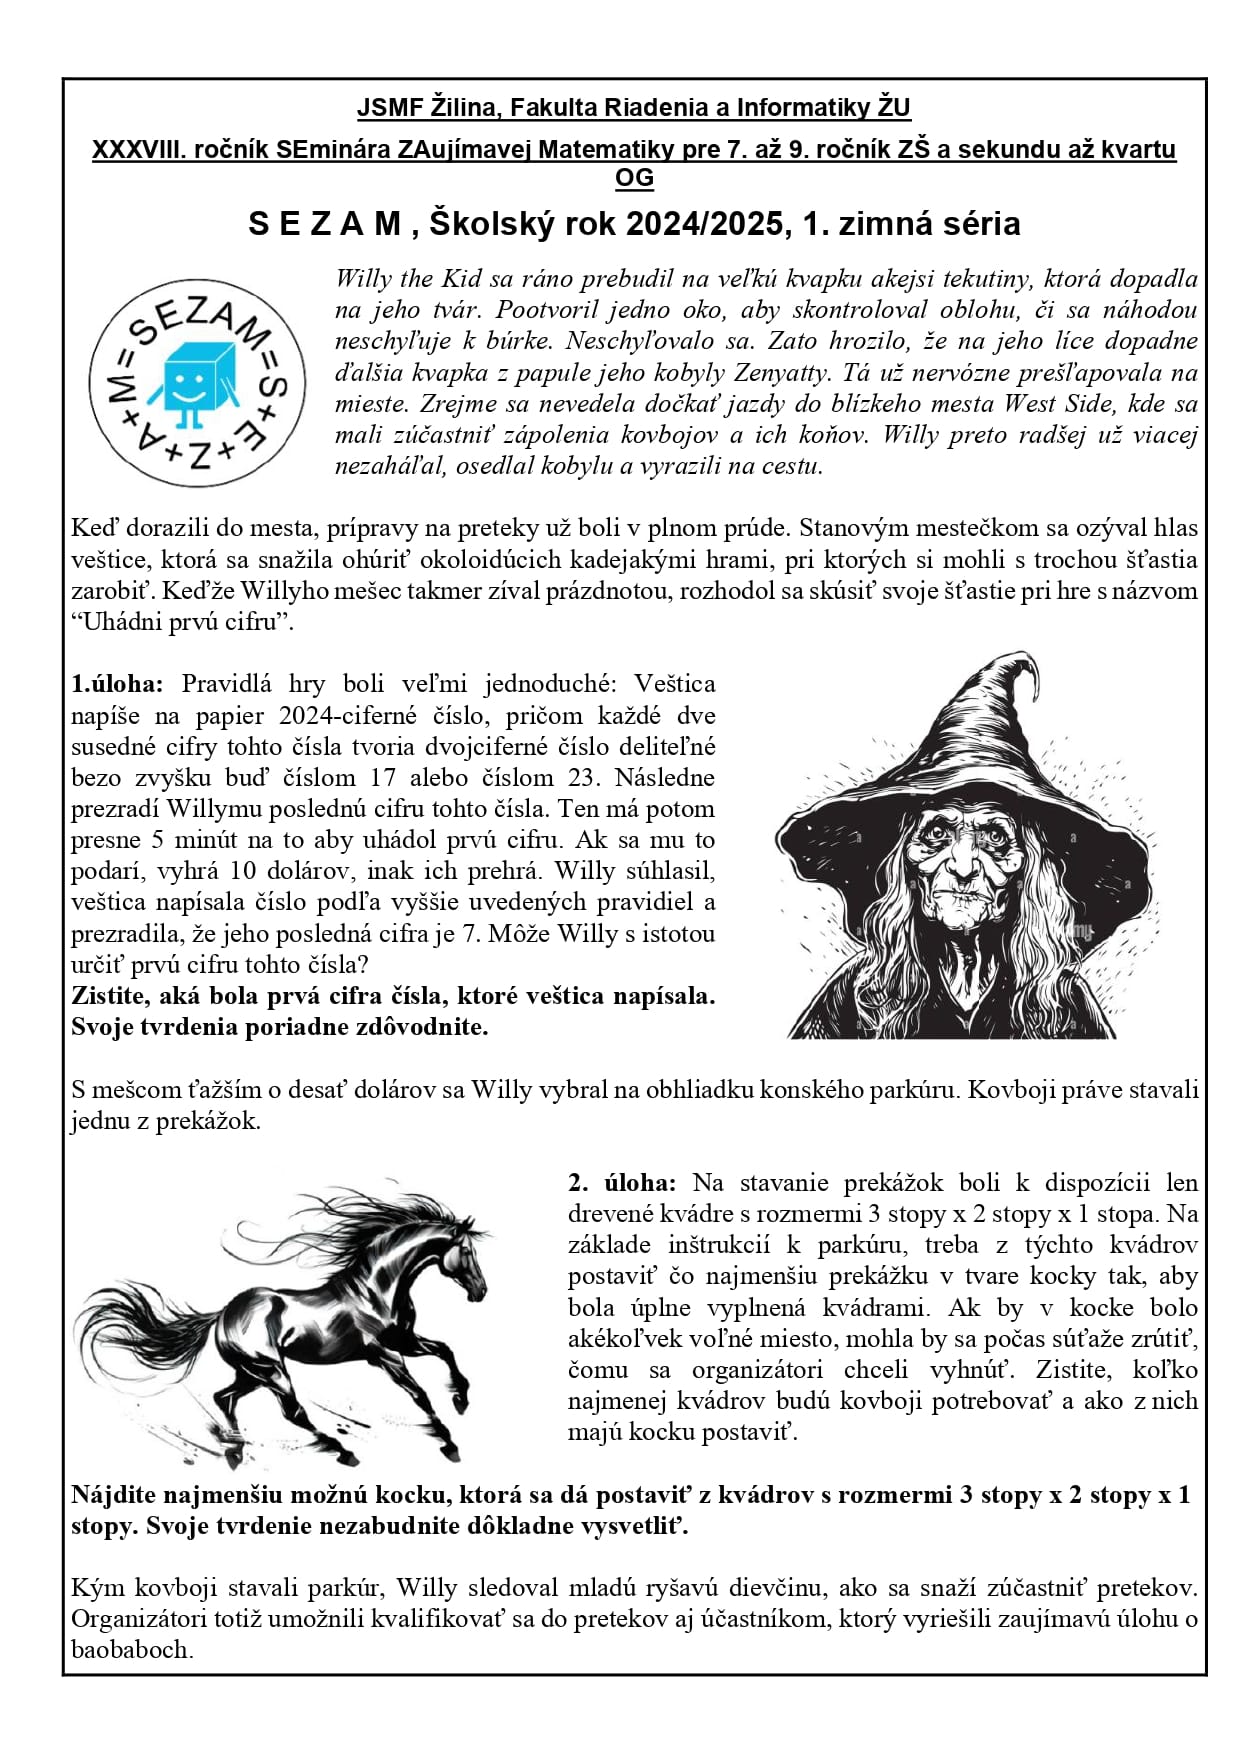 JSMF Žilina, Fakulta Riadenia a Informatiky ŽU
XXXVIII. ročník SEminára ZAujímavej Matematiky pre 7. až 9. ročník ZŠ a sekundu až kvartu
OG
S E Z A M , Školský rok 2024/2025, 1. zimná séria
M=SEZAM=S+E+Z+A+M
Willy the Kid sa ráno prebudil na veľkú kvapku akejsi tekutiny, ktorá dopadla
na jeho tvár. Pootvoril jedno oko, aby skontroloval oblohu, či sa náhodou
neschyľuje k búrke. Neschyľovalo sa. Zato hrozilo, že na jeho líce dopadne
ďalšia kvapka z papule jeho kobyly Zenyatty. Tá už nervózne prešľapovala na
mieste. Zrejme sa nevedela dočkať jazdy do blízkeho mesta West Side, kde sa
mali zúčastniť zápolenia kovbojov a ich koňov. Willy preto radšej už viacej
nezaháľal, osedlal kobylu a vyrazili na cestu.
Keď dorazili do mesta, prípravy na preteky už boli v plnom prúde. Stanovým mestečkom sa ozýval hlas
veštice, ktorá sa snažila ohúriť okoloidúcich kadejakými hrami, pri ktorých si mohli s trochou šťastia
zarobiť. Keďže Willyho mešec takmer zíval prázdnotou, rozhodol sa skúsiť svoje šťastie pri hre s názvom
“Uhádni prvú cifru”.
1.úloha: Pravidlá hry boli veľmi jednoduché: Veštica
napíše na papier 2024-ciferné číslo, pričom každé dve
susedné cifry tohto čísla tvoria dvojciferné číslo deliteľné
bezo zvyšku buď číslom 17 alebo číslom 23. Následne
prezradí Willymu poslednú cifru tohto čísla. Ten má potom
presne 5 minút na to aby uhádol prvú cifru. Ak sa mu to
podarí, vyhrá 10 dolárov, inak ich prehrá. Willy súhlasil,
veštica napísala číslo podľa vyššie uvedených pravidiel a
prezradila, že jeho posledná cifra je 7. Môže Willy s istotou
určiť prvú cifru tohto čísla?
Zistite, aká bola prvá cifra čísla, ktoré veštica napísala.
Svoje tvrdenia poriadne zdôvodnite.
S mešcom ťažším o desať dolárov sa Willy vybral na obhliadku konského parkúru. Kovboji práve stavali
jednu z prekážok.
2. úloha: Na stavanie prekážok boli k dispozícii len
drevené kvádre s rozmermi 3 stopy x 2 stopy x 1 stopa. Na
základe inštrukcií k parkúru, treba z týchto kvádrov
postaviť čo najmenšiu prekážku v tvare kocky tak, aby
bola úplne vyplnená kvádrami. Ak by v kocke bolo
akékoľvek voľné miesto, mohla by sa počas súťaže zrútiť,
čomu sa organizátori chceli vyhnúť. Zistite, koľko
najmenej kvádrov budú kovboji potrebovať a ako z nich
majú kocku postaviť.
Nájdite najmenšiu možnú kocku, ktorá sa dá postaviť z kvádrov s rozmermi 3 stopy x 2 stopy x 1
stopy. Svoje tvrdenie nezabudnite dôkladne vysvetliť.
Kým kovboji stavali parkúr, Willy sledoval mladú ryšavú dievčinu, ako sa snaží zúčastniť pretekov.
Organizátori totiž umožnili kvalifikovať sa do pretekov aj účastníkom, ktorý vyriešili zaujímavú úlohu o
baobaboch.